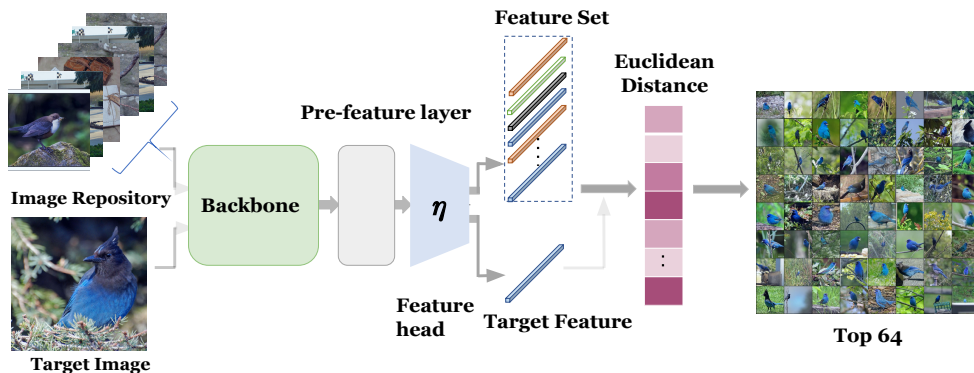 Feature Set
Euclidean
Distance
Pre-feature layer
Image Repository
Backbone
η
Feature
head
Target Feature
Target Image
Top 64